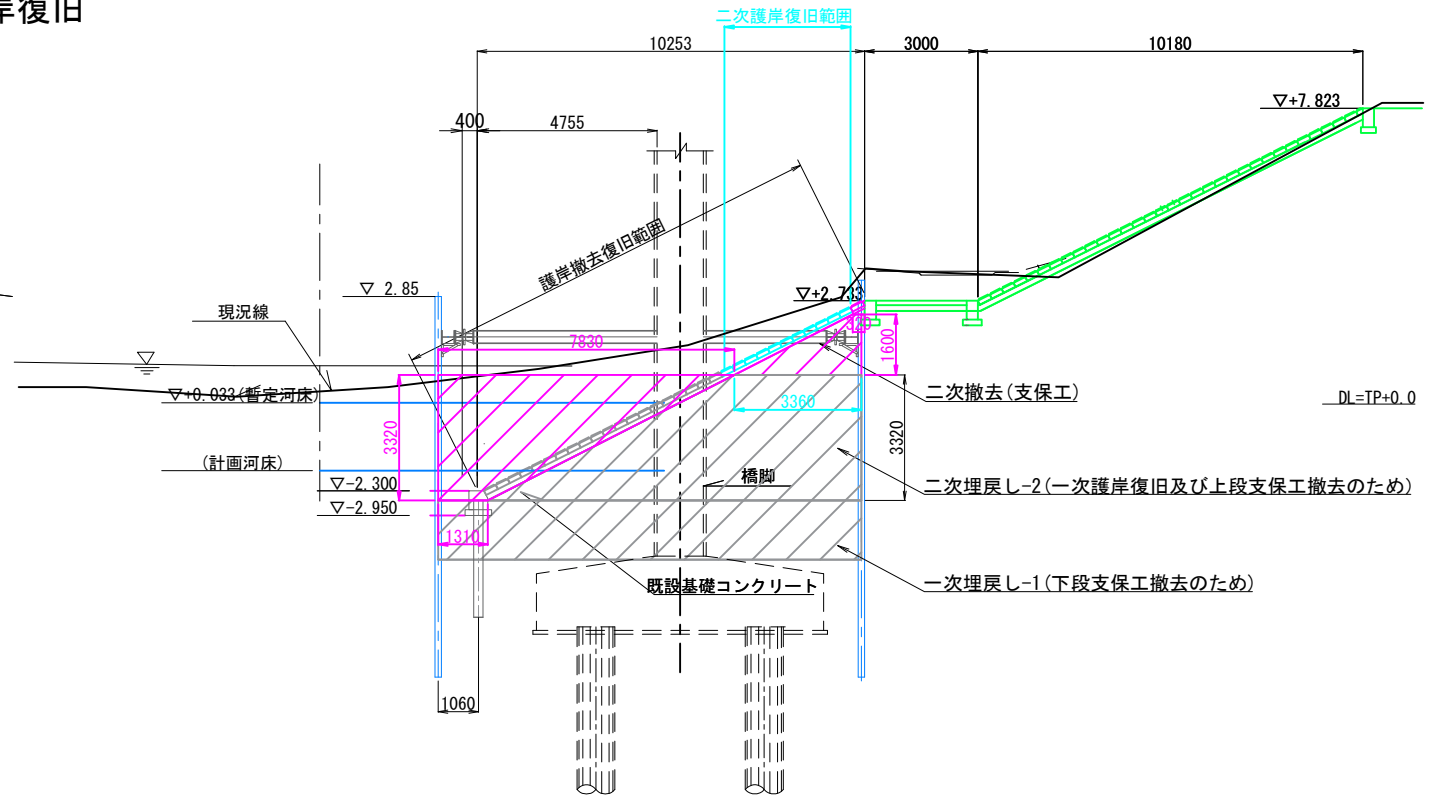 岸復旧
二次護岸復旧範囲
10253
3000
10180
▽+7.823
400
4755
護岸撤去復旧範囲
▽ 2.85
▽+2.733
現況線
320
7830
1600
二次撤去(支保工)
▽+0.033(暫定河床)
3360
DL=TP+0.0
3320
3320
(計画河床)
橋脚
二次埋戻し-2(一次護岸復旧及び上段支保工撤去のため)
▽-2.300
▽-2.950
1310
既設基礎コンクリート
一次埋戻し-1(下段支保工撤去のため)
1060